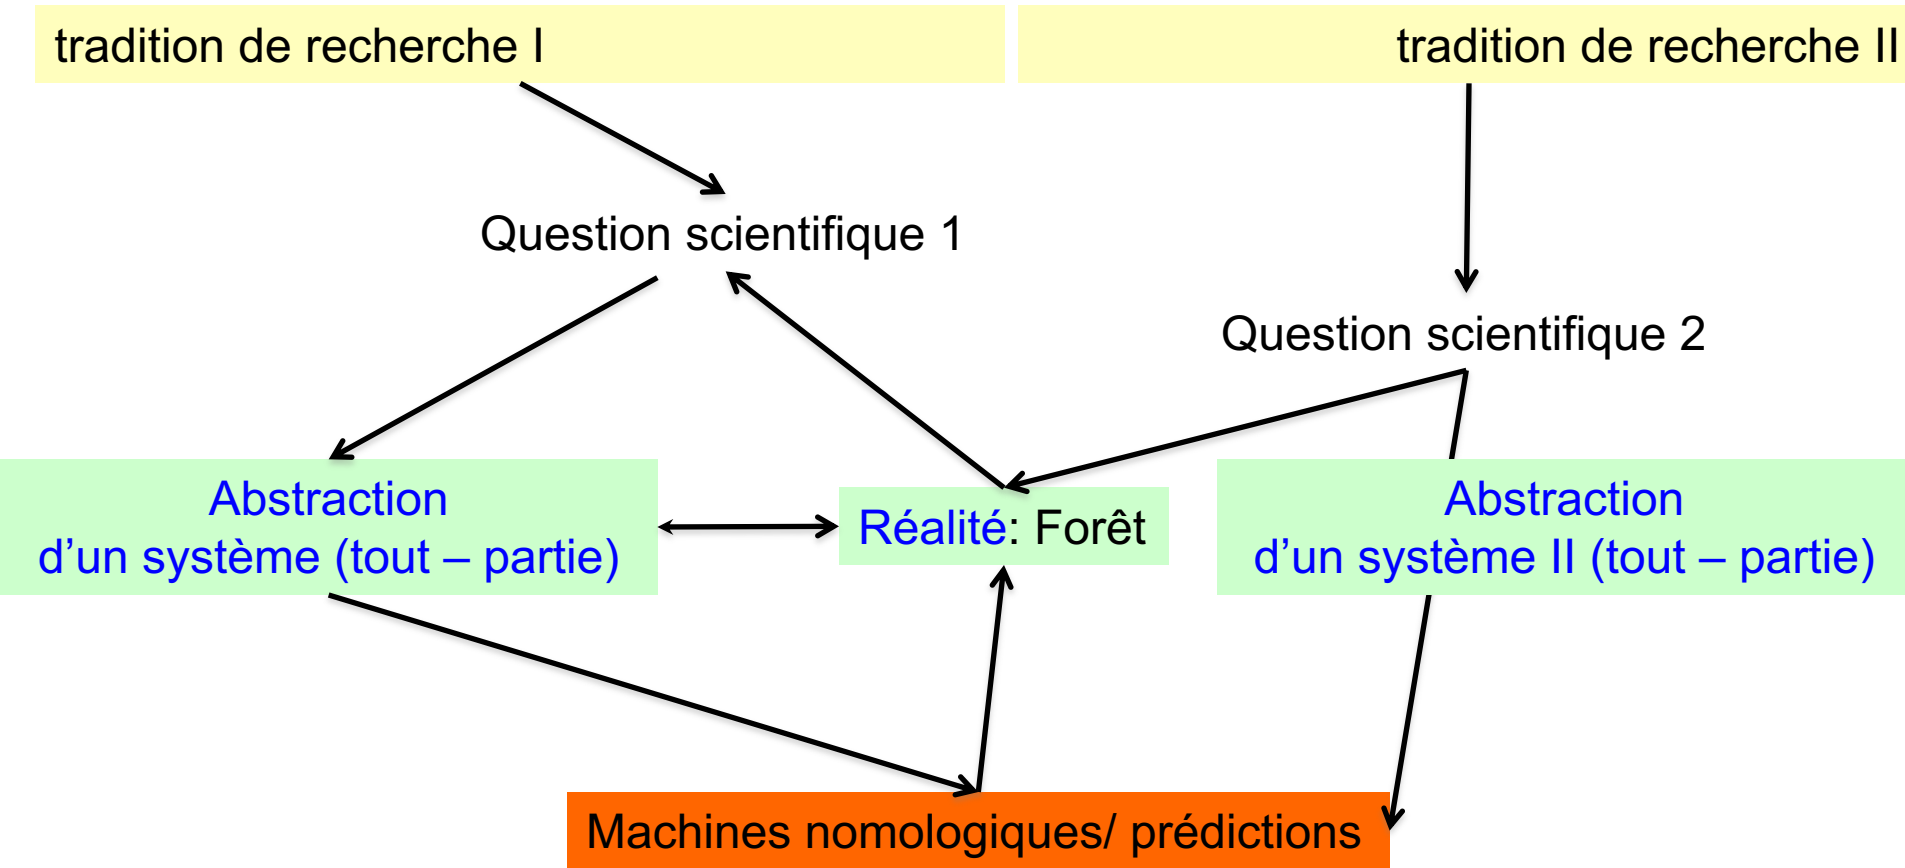 tradition de recherche I
tradition de recherche II
Question scientifique 1
Question scientifique 2
Abstraction
d’un système (tout – partie)
Réalité: Forêt
Abstraction
d’un système II (tout – partie)
Machines nomologiques/ prédictions